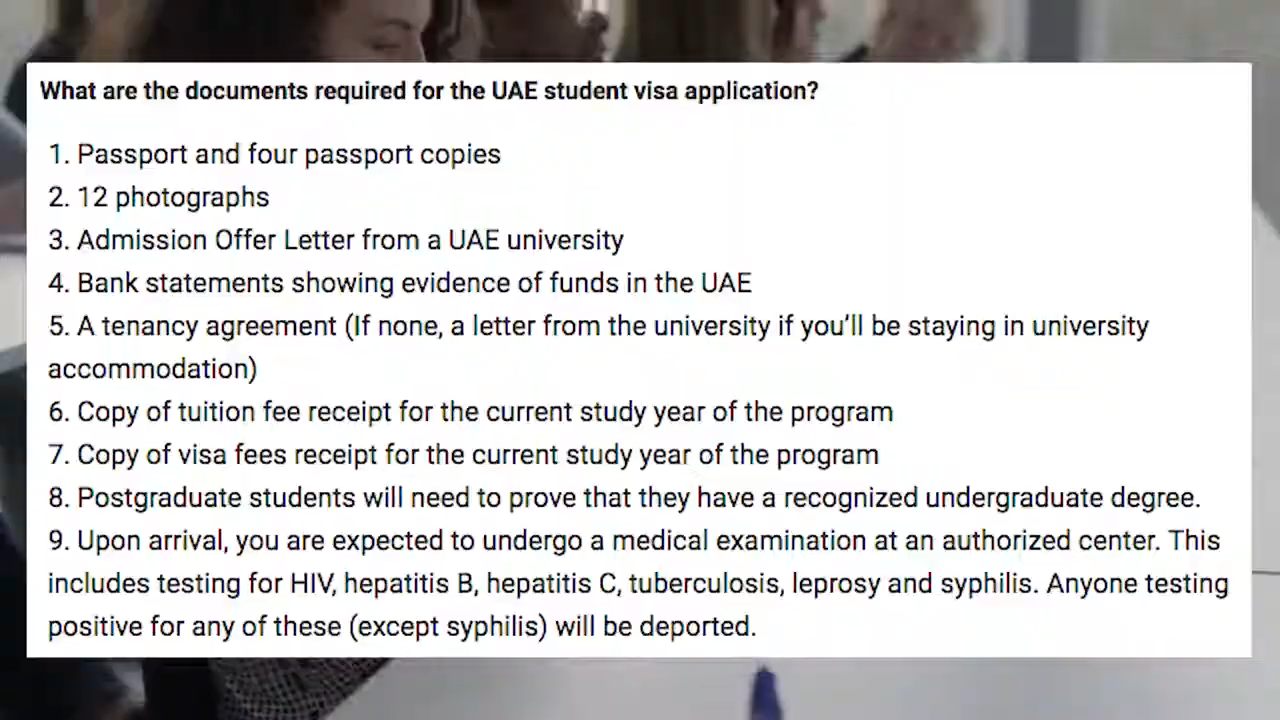 What are the documents required for the UAE student visa application?
1. Passport and four passport copies
2. 12 photographs
3. Admission Offer Letter from a UAE university
4. Bank statements showing evidence of funds in the UAE
5. A tenancy agreement (If none, a letter from the university if you’ll be staying in university
accommodation)
6. Copy of tuition fee receipt for the current study year of the program
7. Copy of visa fees receipt for the current study year of the program
8. Postgraduate students will need to prove that they have a recognized undergraduate degree.
9. Upon arrival, you are expected to undergo a medical examination at an authorized center. This
includes testing for HIV, hepatitis B, hepatitis C, tuberculosis, leprosy and syphilis. Anyone testing
positive for any of these (except syphilis) will be deported.